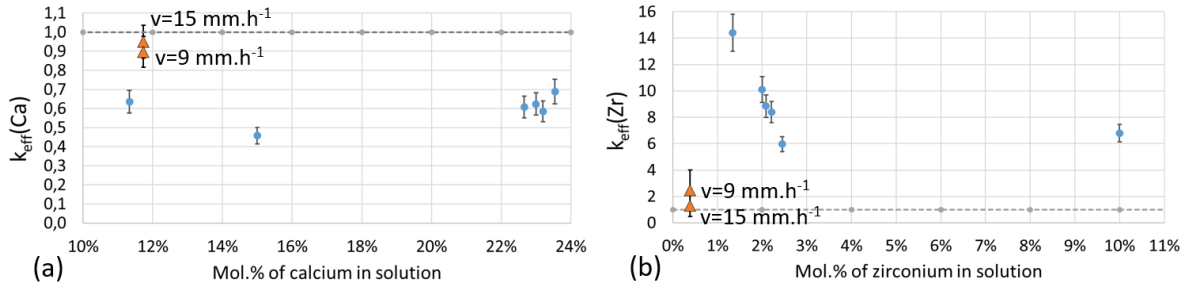 1,1
1,0
0,9
0,8
0,7
0,6
0,5
0,4
0,3
0,2
0,1
0,0
k_eff(Ca)
v=15 mm.h⁻¹
v=9 mm.h⁻¹
10% 12% 14% 16% 18% 20% 22% 24%
(a) Mol.% of calcium in solution
16
14
12
10
8
6
4
2
0
k_eff(Zr)
v=9 mm.h⁻¹
v=15 mm.h⁻¹
0% 1% 2% 3% 4% 5% 6% 7% 8% 9% 10% 11%
(b) Mol.% of zirconium in solution